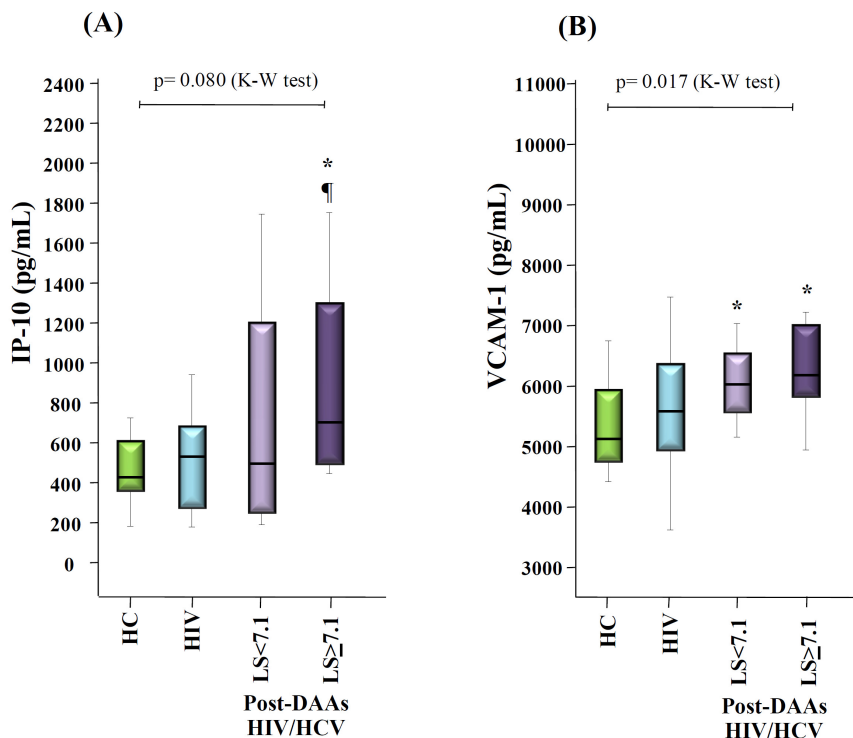 (A)
p= 0.080 (K-W test)
IP-10 (pg/mL)
2400
2200
2000
1800
1600
1400
1200
1000
800
600
400
200
0
*
¶
HC
HIV
LS<7.1
LS≥7.1
Post-DAAs
HIV/HCV
(B)
p= 0.017 (K-W test)
VCAM-1 (pg/mL)
11000
10000
9000
8000
7000
6000
5000
4000
3000
*
*
HC
HIV
LS<7.1
LS≥7.1
Post-DAAs
HIV/HCV